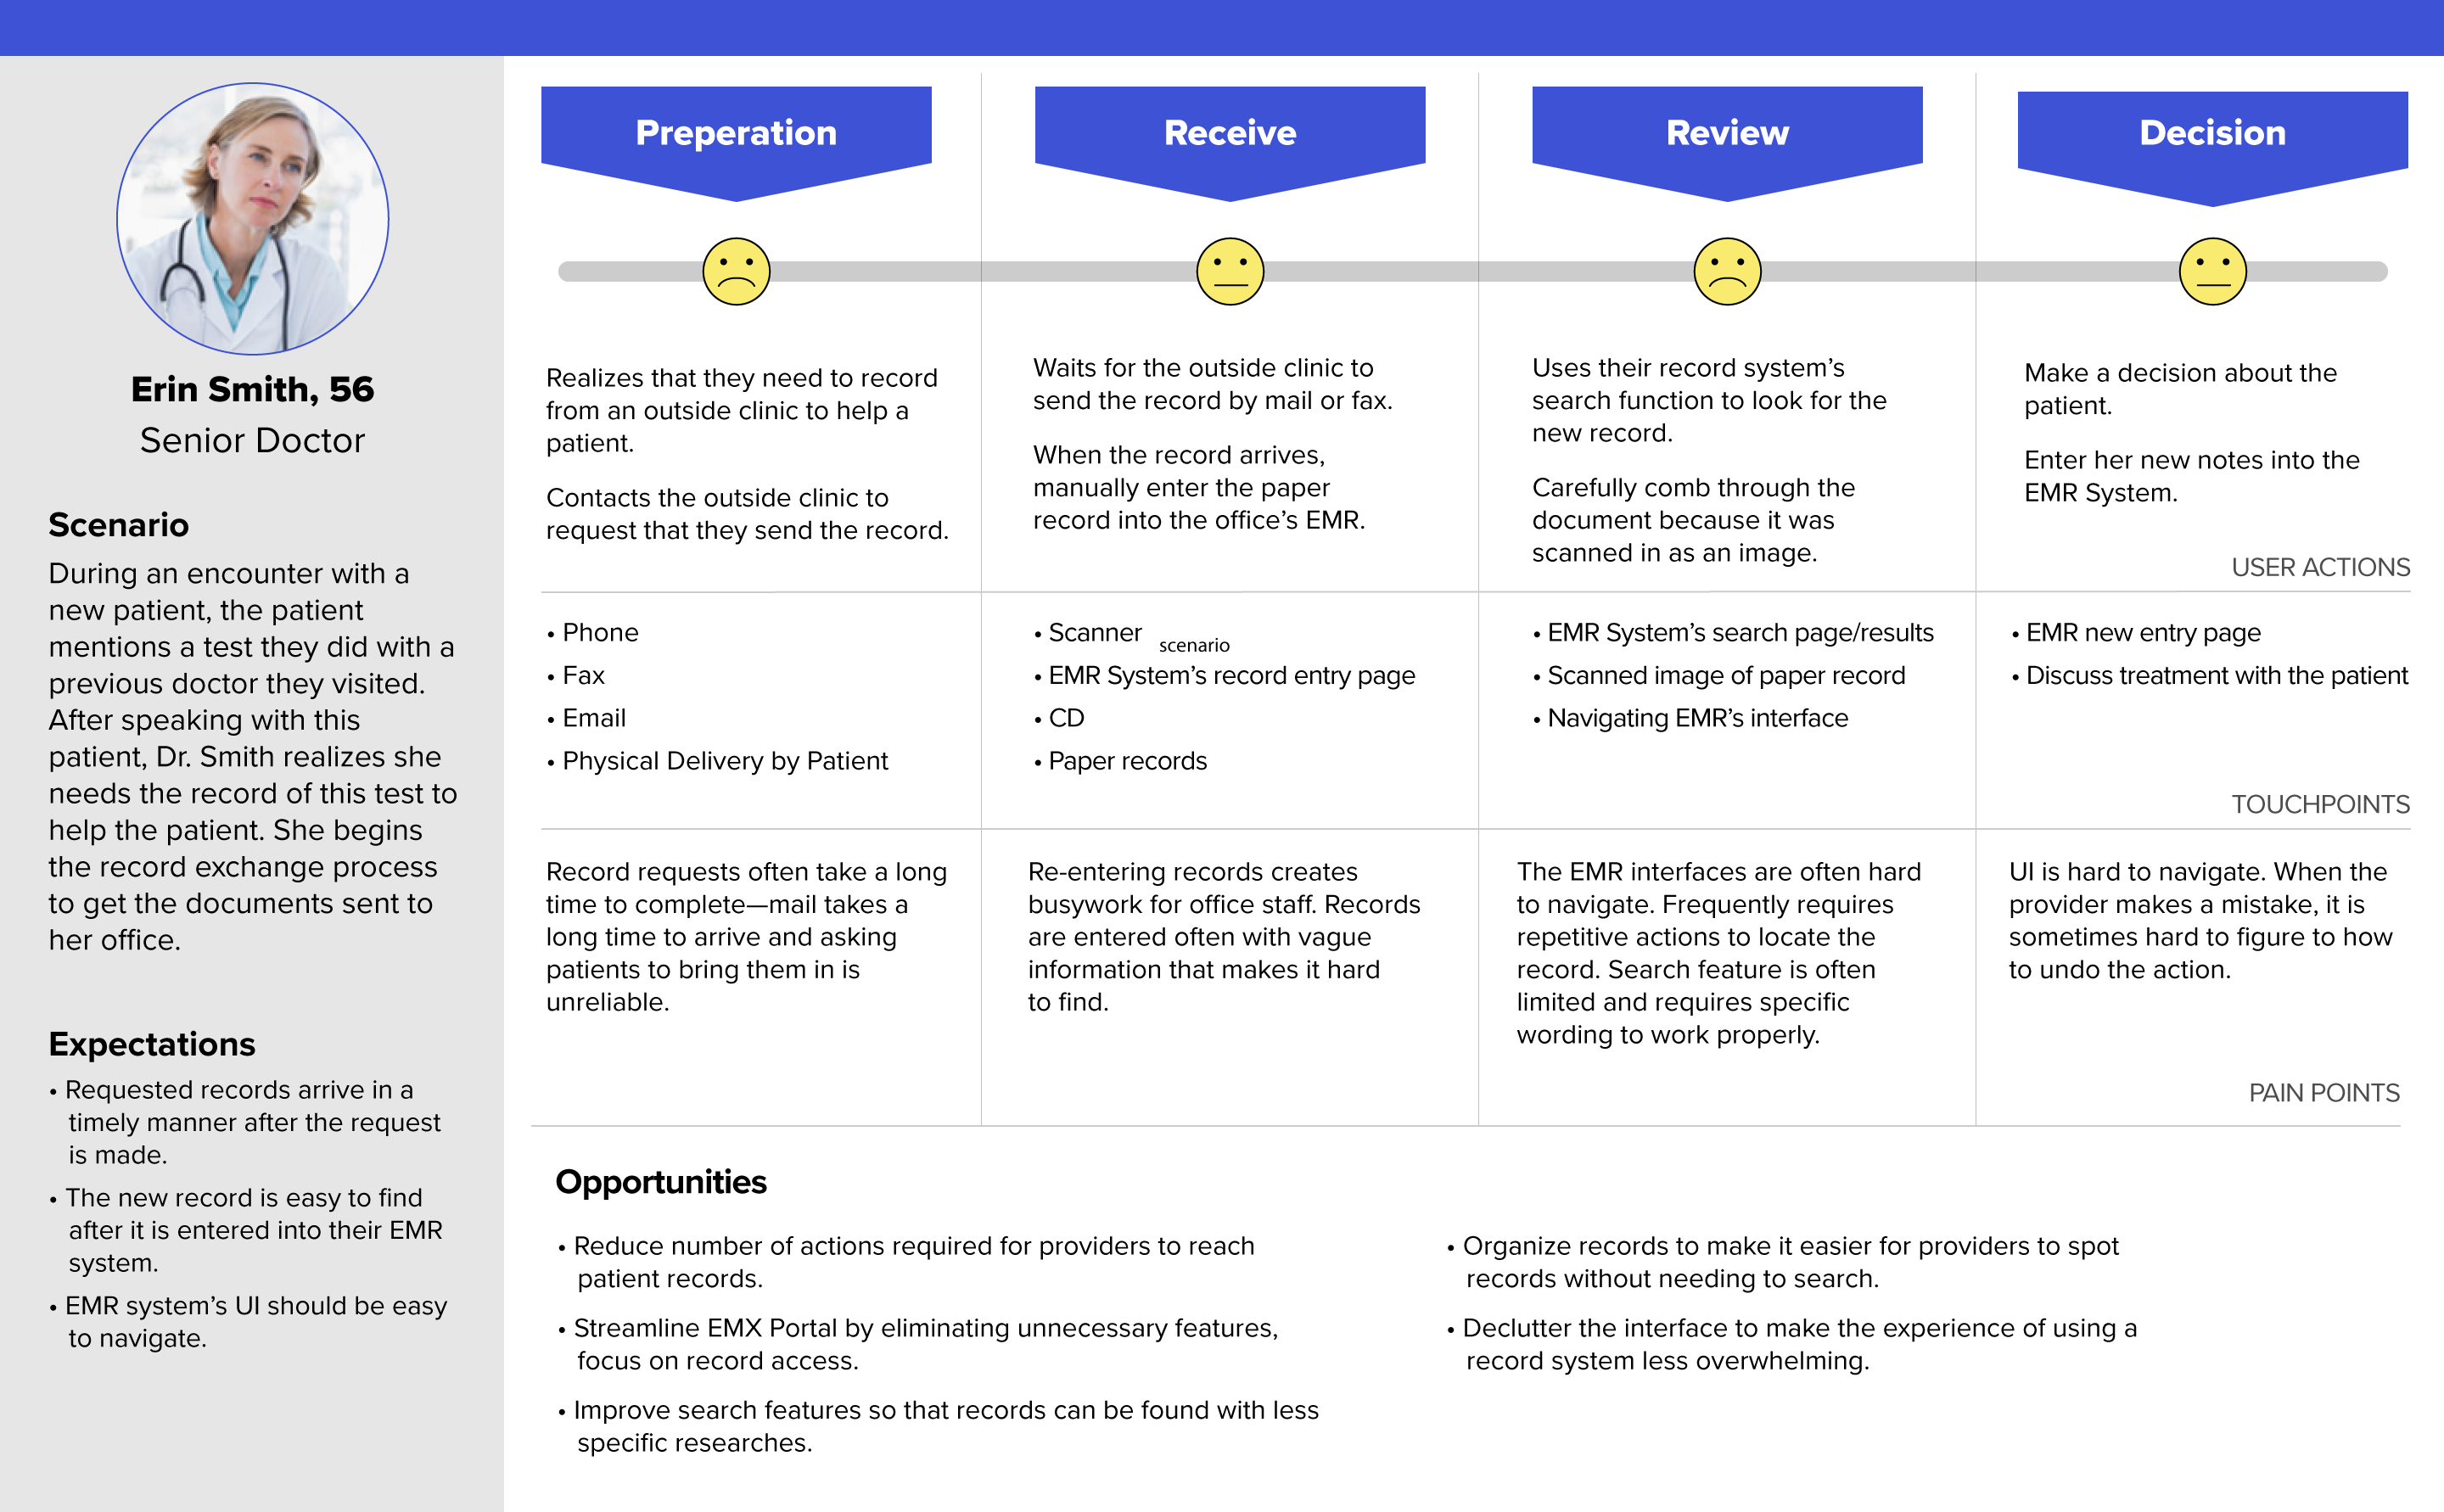 Erin Smith, 56
Senior Doctor
Scenario
During an encounter with a
new patient, the patient
mentions a test they did with a
previous doctor they visited.
After speaking with this
patient, Dr. Smith realizes she
needs the record of this test to
help the patient. She begins
the record exchange process
to get the documents sent to
her office.
Expectations
• Requested records arrive in a
timely manner after the request
is made.
• The new record is easy to find
after it is entered into their EMR
system.
• EMR system’s UI should be easy
to navigate.
Preperation
Receive
Review
Decision
Realizes that they need to record
from an outside clinic to help a
patient.
Contacts the outside clinic to
request that they send the record.
Waits for the outside clinic to
send the record by mail or fax.
When the record arrives,
manually enter the paper
record into the office’s EMR.
Uses their record system’s
search function to look for the
new record.
Carefully comb through the
document because it was
scanned in as an image.
Make a decision about the
patient.
Enter her new notes into the
EMR System.
USER ACTIONS
• Phone
• Fax
• Email
• Physical Delivery by Patient
• Scanner
scenario
• EMR System’s record entry page
• CD
• Paper records
• EMR System’s search page/results
• Scanned image of paper record
• Navigating EMR’s interface
• EMR new entry page
• Discuss treatment with the patient
TOUCHPOINTS
Record requests often take a long
time to complete—mail takes a
long time to arrive and asking
patients to bring them in is
unreliable.
Re-entering records creates
busywork for office staff. Records
are entered often with vague
information that makes it hard
to find.
The EMR interfaces are often hard
to navigate. Frequently requires
repetitive actions to locate the
record. Search feature is often
limited and requires specific
wording to work properly.
UI is hard to navigate. When the
provider makes a mistake, it is
sometimes hard to figure to how
to undo the action.
PAIN POINTS
Opportunities
• Reduce number of actions required for providers to reach
patient records.
• Streamline EMX Portal by eliminating unnecessary features,
focus on record access.
• Improve search features so that records can be found with less
specific researches.
• Organize records to make it easier for providers to spot
records without needing to search.
• Declutter the interface to make the experience of using a
record system less overwhelming.